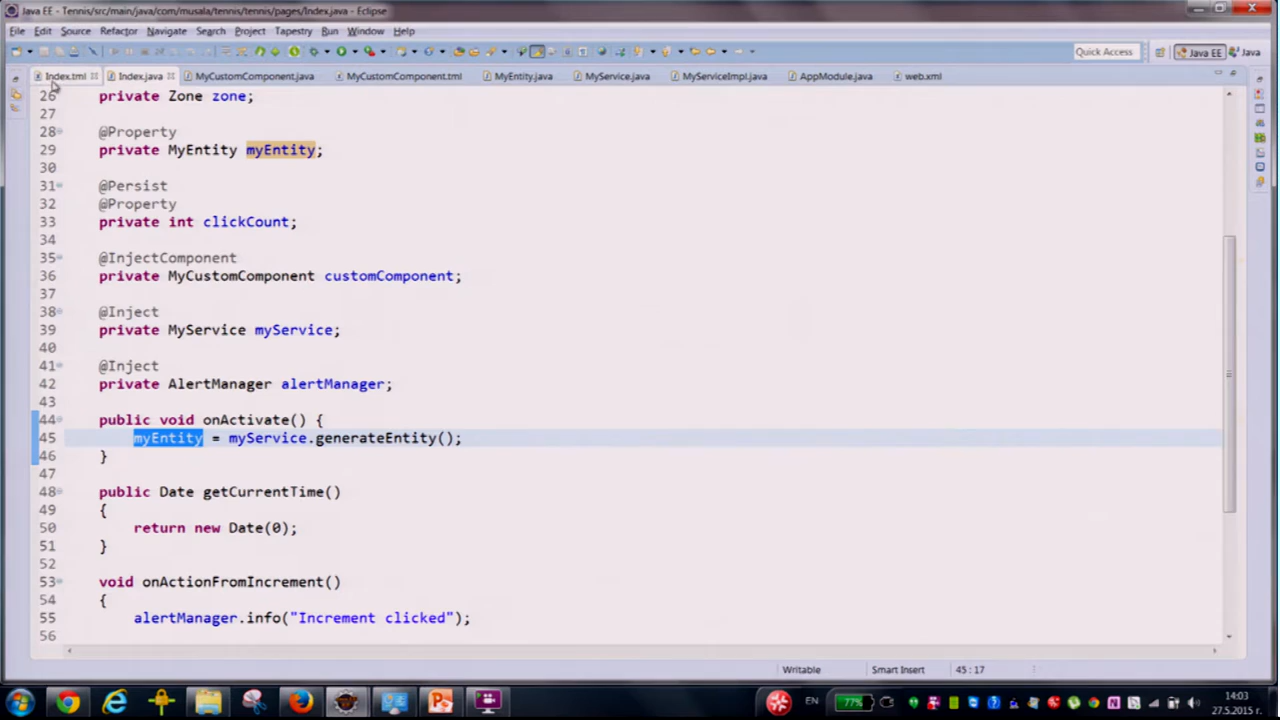 Java EE - Tennis/src/main/java/com/musala/tennis/tennis/pages/Index.java - Eclipse
File Edit Source Refactor Navigate Search Project Tapestry Run Window Help
Quick Access Java EE Java
Index.tml Index.java MyCustomComponent.java MyCustomComponent.tml MyEntity.java MyService.java MyServiceImpl.java AppModule.java web.xml
26 private Zone zone;
27
28 @Property
29 private MyEntity myEntity;
30
31 @Persist
32 @Property
33 private int clickCount;
34
35 @InjectComponent
36 private MyCustomComponent customComponent;
37
38 @Inject
39 private MyService myService;
40
41 @Inject
42 private AlertManager alertManager;
43
44 public void onActivate() {
45 myEntity = myService.generateEntity();
46 }
47
48 public Date getCurrentTime()
49 {
50 return new Date(0);
51 }
52
53 void onActionFromIncrement()
54 {
55 alertManager.info("Increment clicked");
56
Writable Smart Insert 45 : 17
EN 77% 14:03
27.5.2015 г.